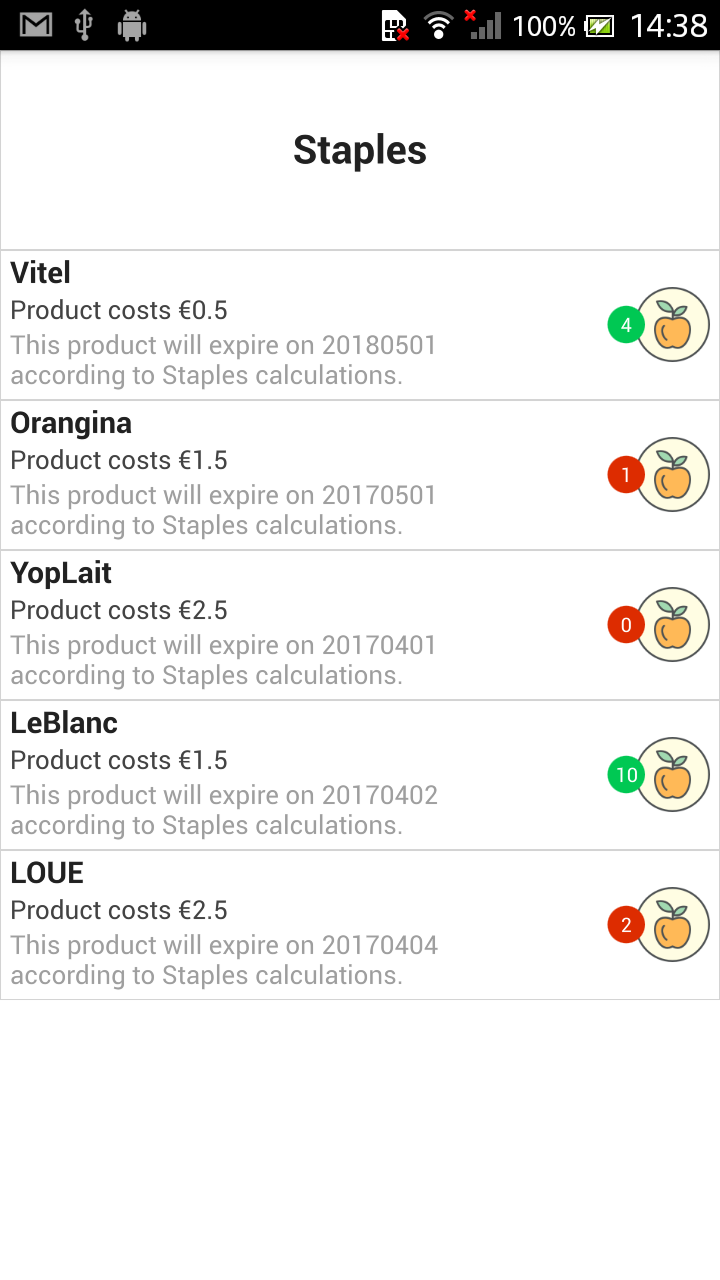 100% 14:38
Staples
Vitel
Product costs €0.5
This product will expire on 20180501
according to Staples calculations.
4
Orangina
Product costs €1.5
This product will expire on 20170501
according to Staples calculations.
1
YopLait
Product costs €2.5
This product will expire on 20170401
according to Staples calculations.
0
LeBlanc
Product costs €1.5
This product will expire on 20170402
according to Staples calculations.
10
LOUE
Product costs €2.5
This product will expire on 20170404
according to Staples calculations.
2